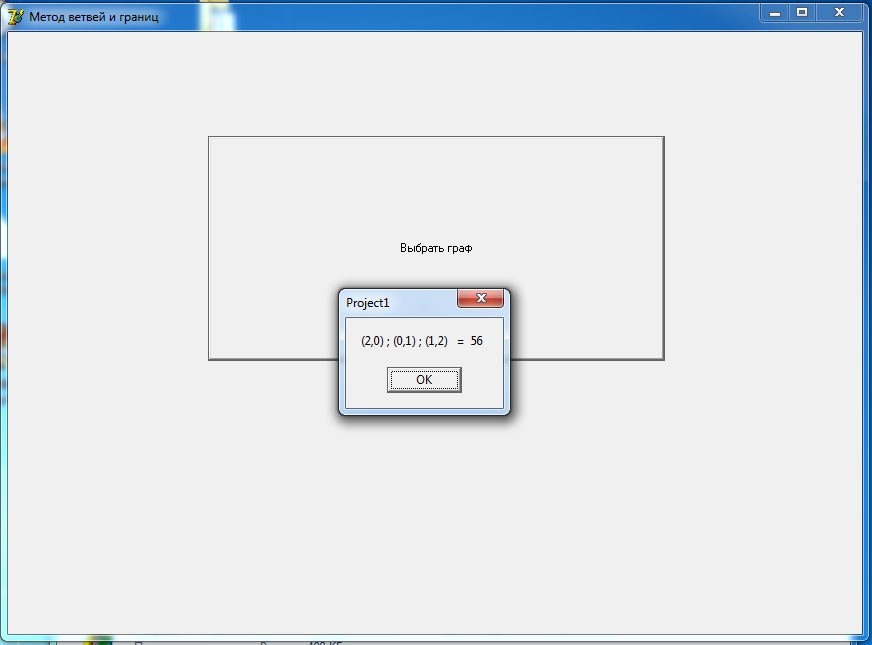 Метод ветвей и границ
Выбрать граф
Project1
(2,0) ; (0,1) ; (1,2) = 56
OK